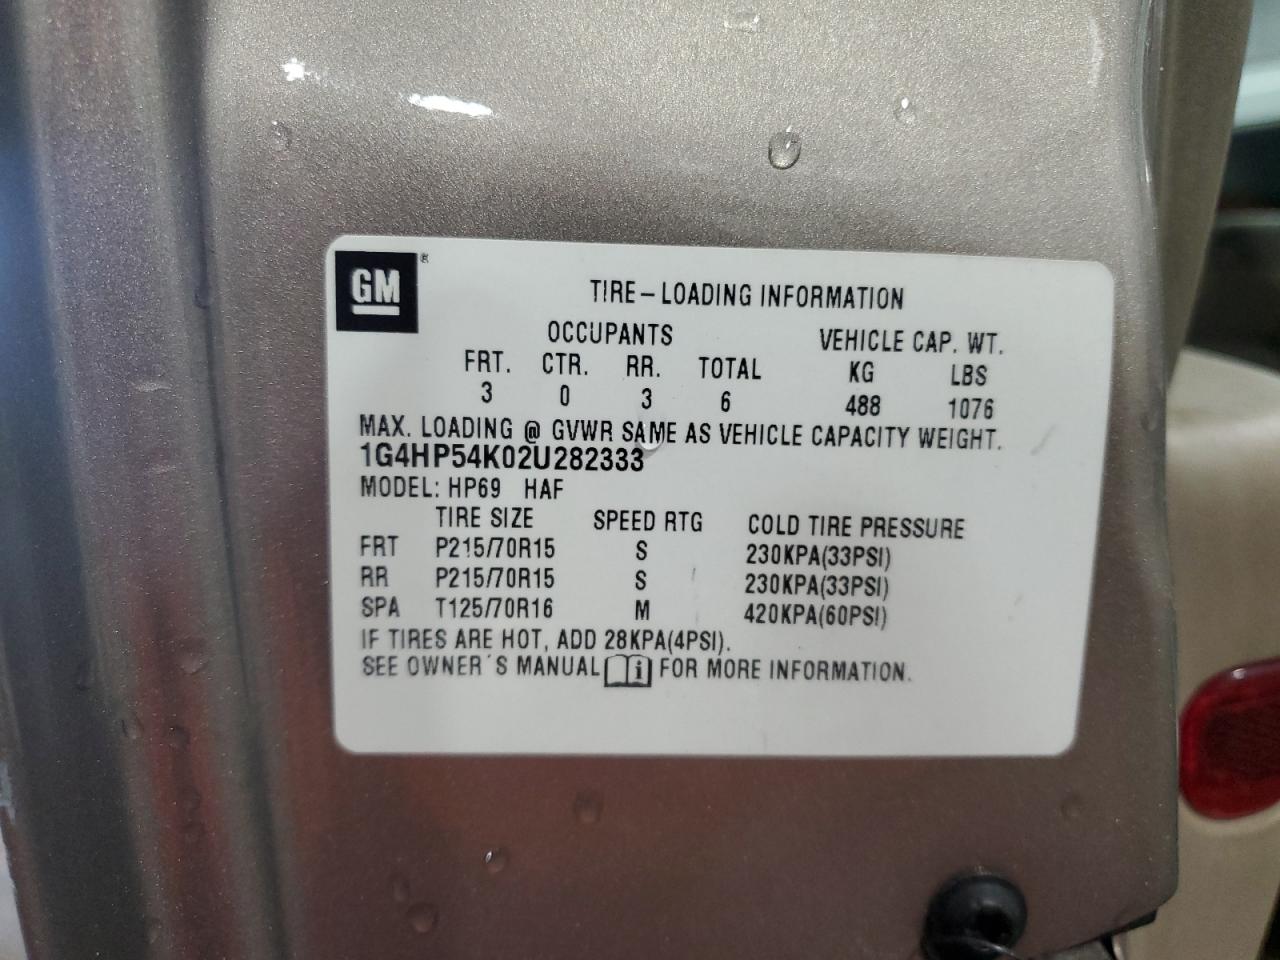 GM®
TIRE-LOADING INFORMATION
OCCUPANTS VEHICLE CAP. WT.
FRT. CTR. RR. TOTAL KG LBS
3 0 3 6 488 1076
MAX. LOADING @ GVWR SAME AS VEHICLE CAPACITY WEIGHT.
1G4HP54K02U282333
MODEL: HP69 HAF
TIRE SIZE SPEED RTG COLD TIRE PRESSURE
FRT P215/70R15 S 230KPA(33PSI)
RR P215/70R15 S 230KPA(33PSI)
SPA T125/70R16 M 420KPA(60PSI)
IF TIRES ARE HOT, ADD 28KPA(4PSI).
SEE OWNER´S MANUAL i FOR MORE INFORMATION.